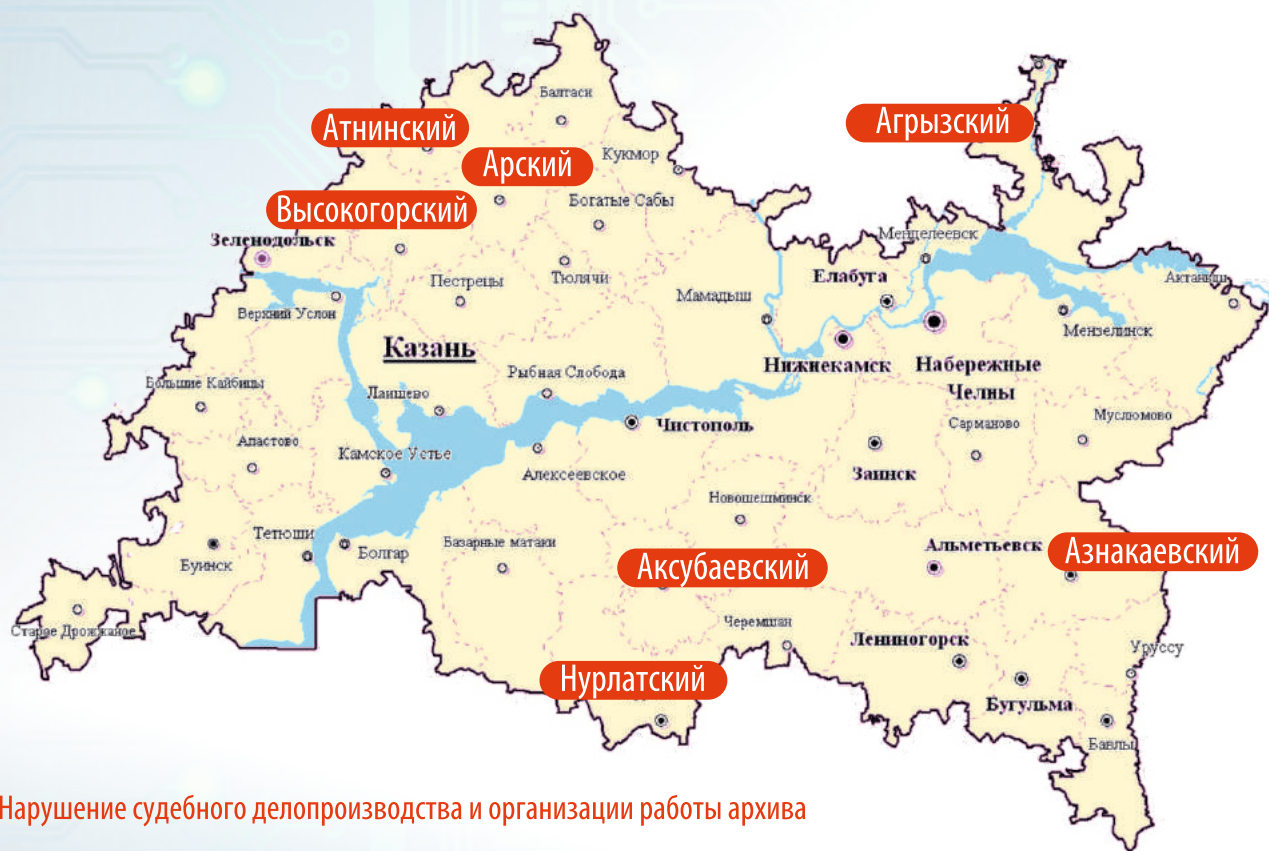 Балтаси
Атнинский
Агрызский
Арский
Кукмор
Высокогорский
Богатые Сабы
Зеленодольск
Менделеевск
Пестрецы
Тюлячи
Елабуга
Актаныш
Мамадыш
Верхний Услон
Мензелинск
Казань
Нижнекамск
Набережные
Челны
Рыбная Слобода
Большие Кайбицы
Лаишево
Муслюмово
Чистополь
Сарманово
Апастово
Камское Устье
Алексеевское
Заинск
Новошешминск
Тетюши
Болгар
Базарные матаки
Альметьевск
Азнакаевский
Буинск
Аксубаевский
Черемшан
Старое Дрожжаное
Лениногорск
Уруссу
Нурлатский
Бугульма
Бавлы
Нарушение судебного делопроизводства и организации работы архива